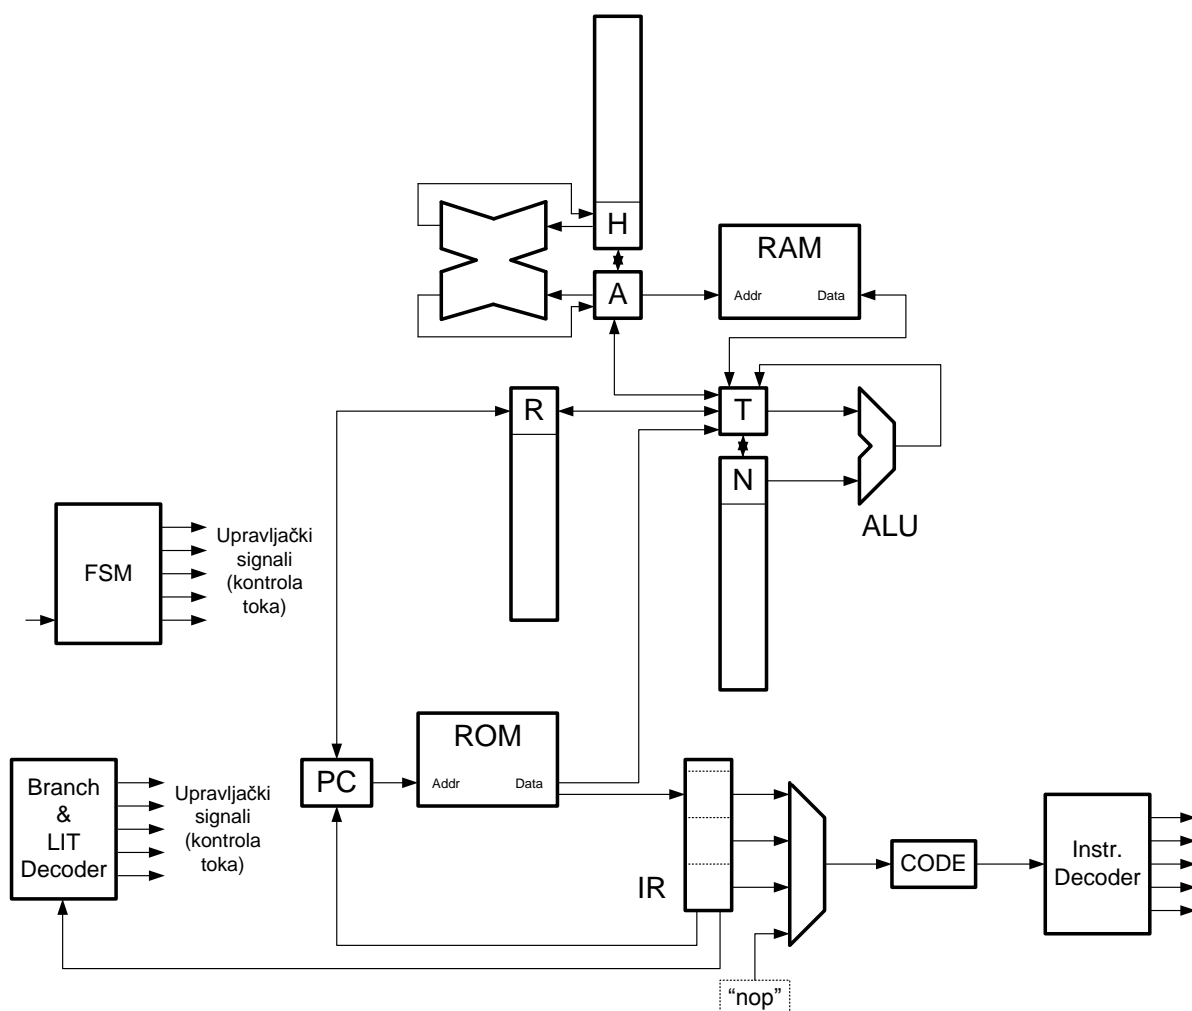 H
RAM
A
Addr
Data
R
T
N
ALU
FSM
Upravljački
signali
(kontrola
toka)
ROM
Addr
Data
PC
Branch
&
LIT
Decoder
Upravljački
signali
(kontrola
toka)
IR
CODE
Instr.
Decoder
“nop”